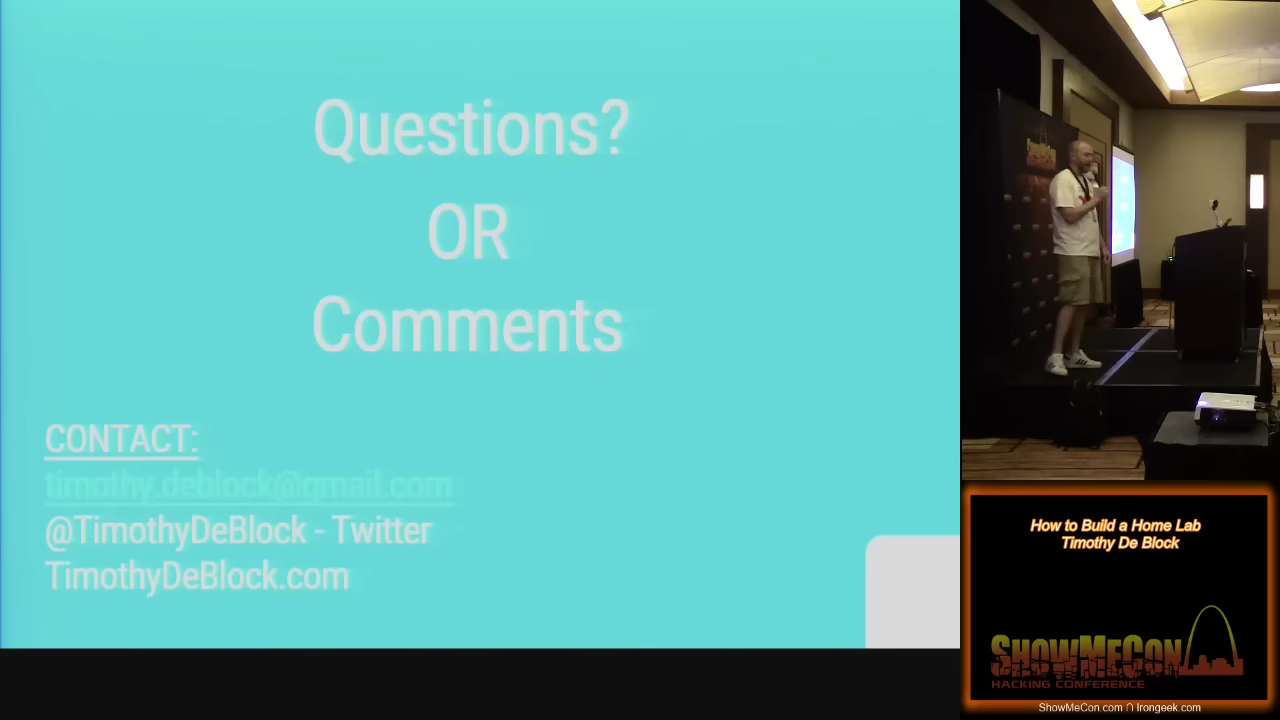 Questions?
OR
Comments
CONTACT:
timothy.deblock@gmail.com
@TimothyDeBlock - Twitter
TimothyDeBlock.com
How to Build a Home Lab
Timothy De Block
SHOWMECON
HACKING CONFERENCE
ShowMeCon.com ∩ Irongeek.com